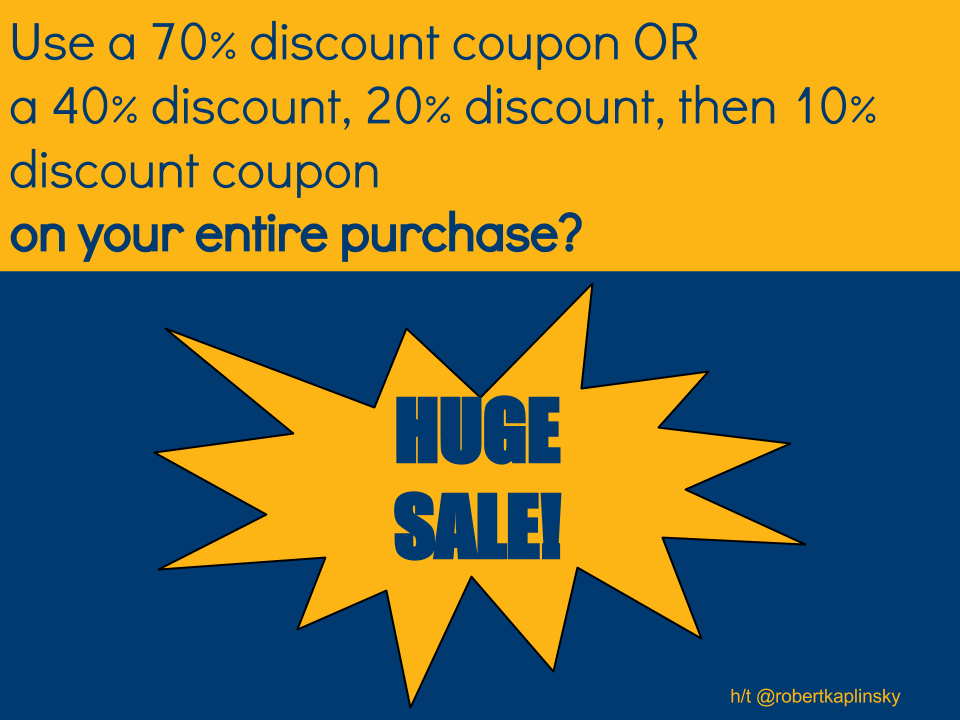 Use a 70% discount coupon OR
a 40% discount, 20% discount, then 10%
discount coupon
on your entire purchase?
HUGE
SALE!
h/t @robertkaplinsky